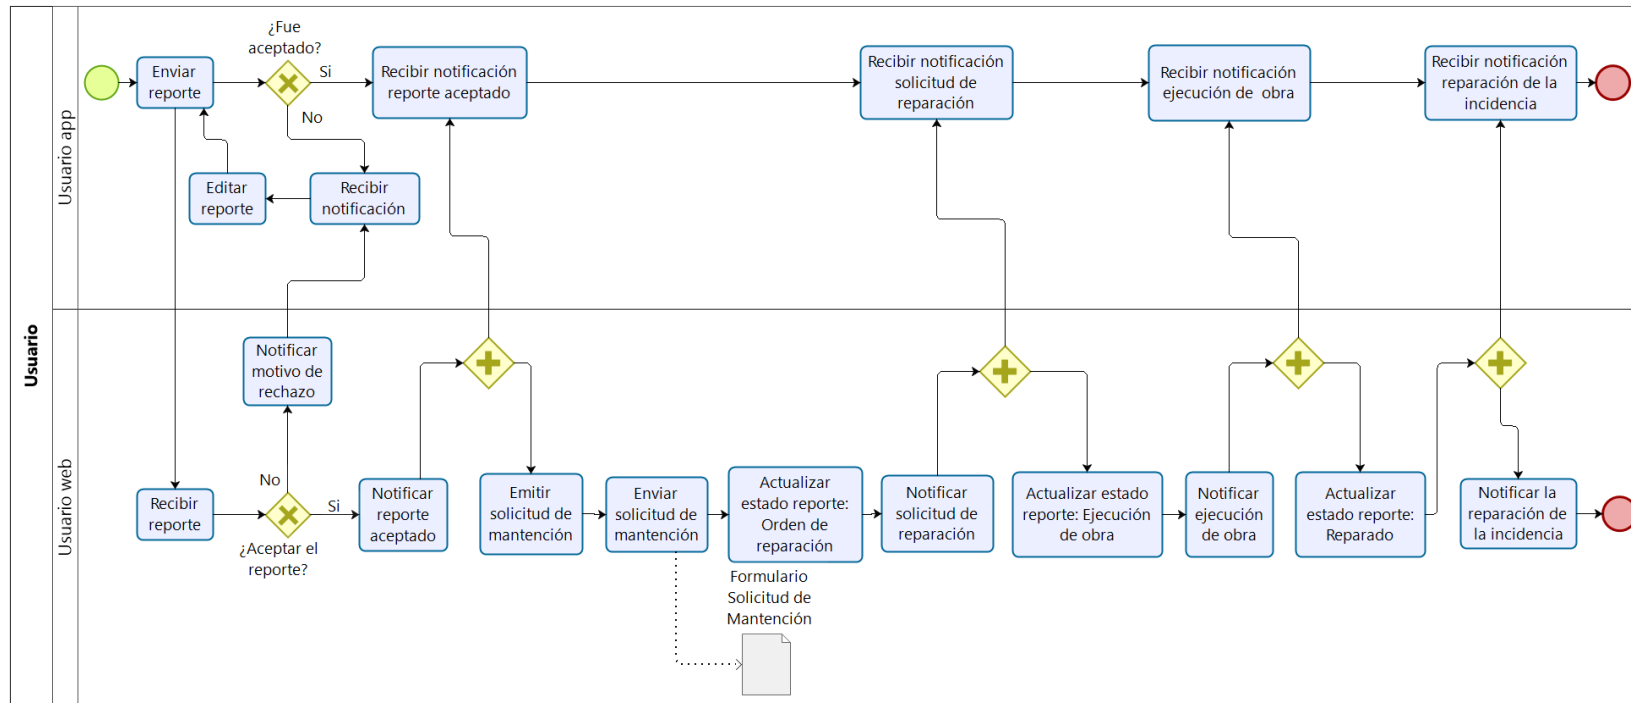 Usuario
Usuario app
¿Fue
aceptado?
Enviar
reporte
Si
No
Recibir notificación
reporte aceptado
Recibir notificación
solicitud de
reparación
Recibir notificación
ejecución de obra
Recibir notificación
reparación de la
incidencia
Editar
reporte
Recibir
notificación
Usuario web
Notificar
motivo de
rechazo
No
Recibir
reporte
Si
¿Aceptar el
reporte?
Notificar
reporte
aceptado
Emitir
solicitud de
mantención
Enviar
solicitud de
mantención
Actualizar
estado reporte:
Orden de
reparación
Notificar
solicitud de
reparación
Actualizar estado
reporte: Ejecución
de obra
Notificar
ejecución
de obra
Actualizar
estado reporte:
Reparado
Notificar la
reparación de
la incidencia
Formulario
Solicitud de
Mantención